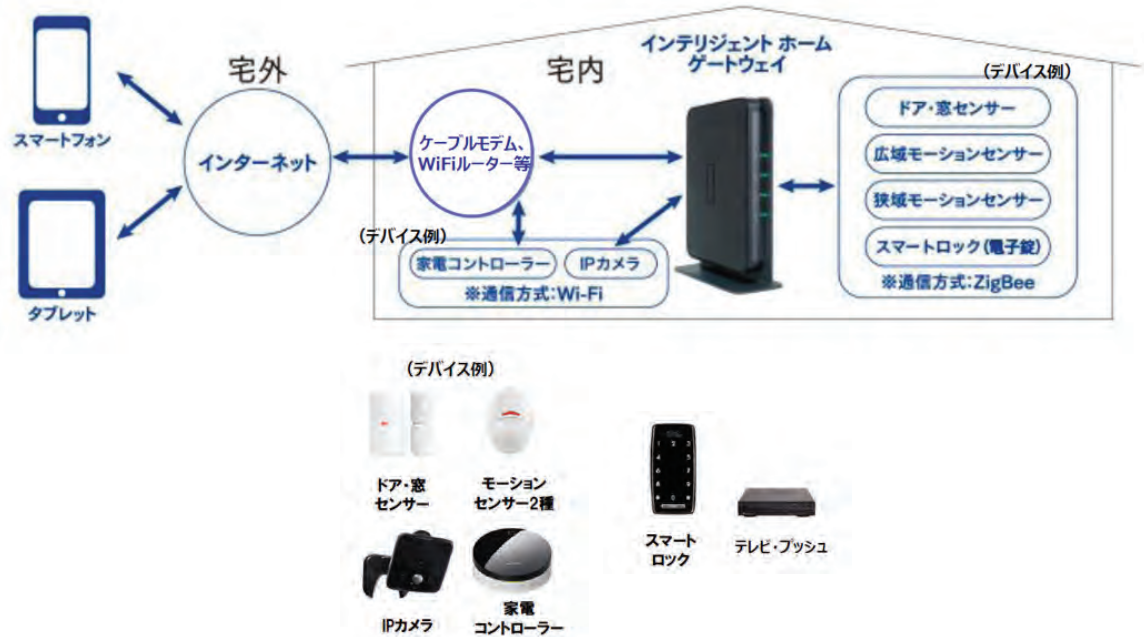 宅外
宅内
インテリジェント ホーム
ゲートウェイ
(デバイス例)
スマートフォン
インターネット
ケーブルモデム、
WiFiルーター等
ドア・窓センサー
広域モーションセンサー
狭域モーションセンサー
スマートロック(電子錠)
※通信方式:ZigBee
(デバイス例)
家電コントローラー
IPカメラ
※通信方式:Wi-Fi
タブレット
(デバイス例)
ドア・窓
センサー
モーション
センサー2種
1 2 3
スマート
ロック
テレビ・プッシュ
IPカメラ
家電
コントローラー